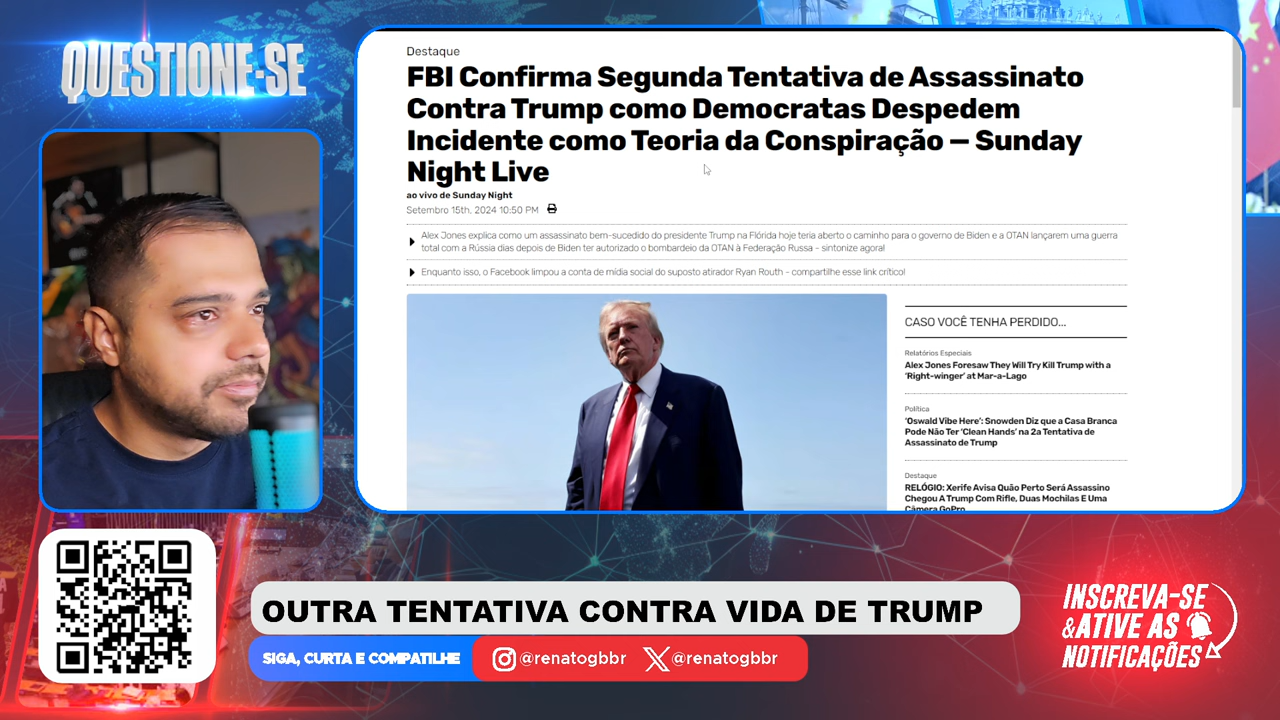 QUESTIONE-SE
Destaque
FBI Confirma Segunda Tentativa de Assassinato
Contra Trump como Democratas Despedem
Incidente como Teoria da Conspiração — Sunday
Night Live
ao vivo de Sunday Night
Setembro 15th, 2024 10:50 PM
Alex Jones explica como um assassinato bem-sucedido do presidente Trump na Flórida hoje teria aberto o caminho para o governo de Biden e a OTAN lançarem uma guerra
total com a Rússia dias depois de Biden ter autorizado o bombardeio da OTAN à Federação Russa - sintonize agora!
Enquanto isso, o Facebook limpou a conta de mídia social do suposto atirador Ryan Routh - compartilhe esse link crítico!
CASO VOCÊ TENHA PERDIDO...
Relatórios Especiais
Alex Jones Foresaw They Will Try Kill Trump with a
'Right-winger' at Mar-a-Lago
Política
'Oswald Vibe Here': Snowden Diz que a Casa Branca
Pode Não Ter 'Clean Hands' na 2a Tentativa de
Assassinato de Trump
Destaque
RELÓGIO: Xerife Avisa Quão Perto Será Assassino
Chegou A Trump Com Rifle, Duas Mochilas E Uma
Câmera GoPro
OUTRA TENTATIVA CONTRA VIDA DE TRUMP
SIGA, CURTA E COMPATILHE
@renatogbbr
@renatogbbr
INSCREVA-SE
&ATIVE AS
NOTIFICAÇÕES